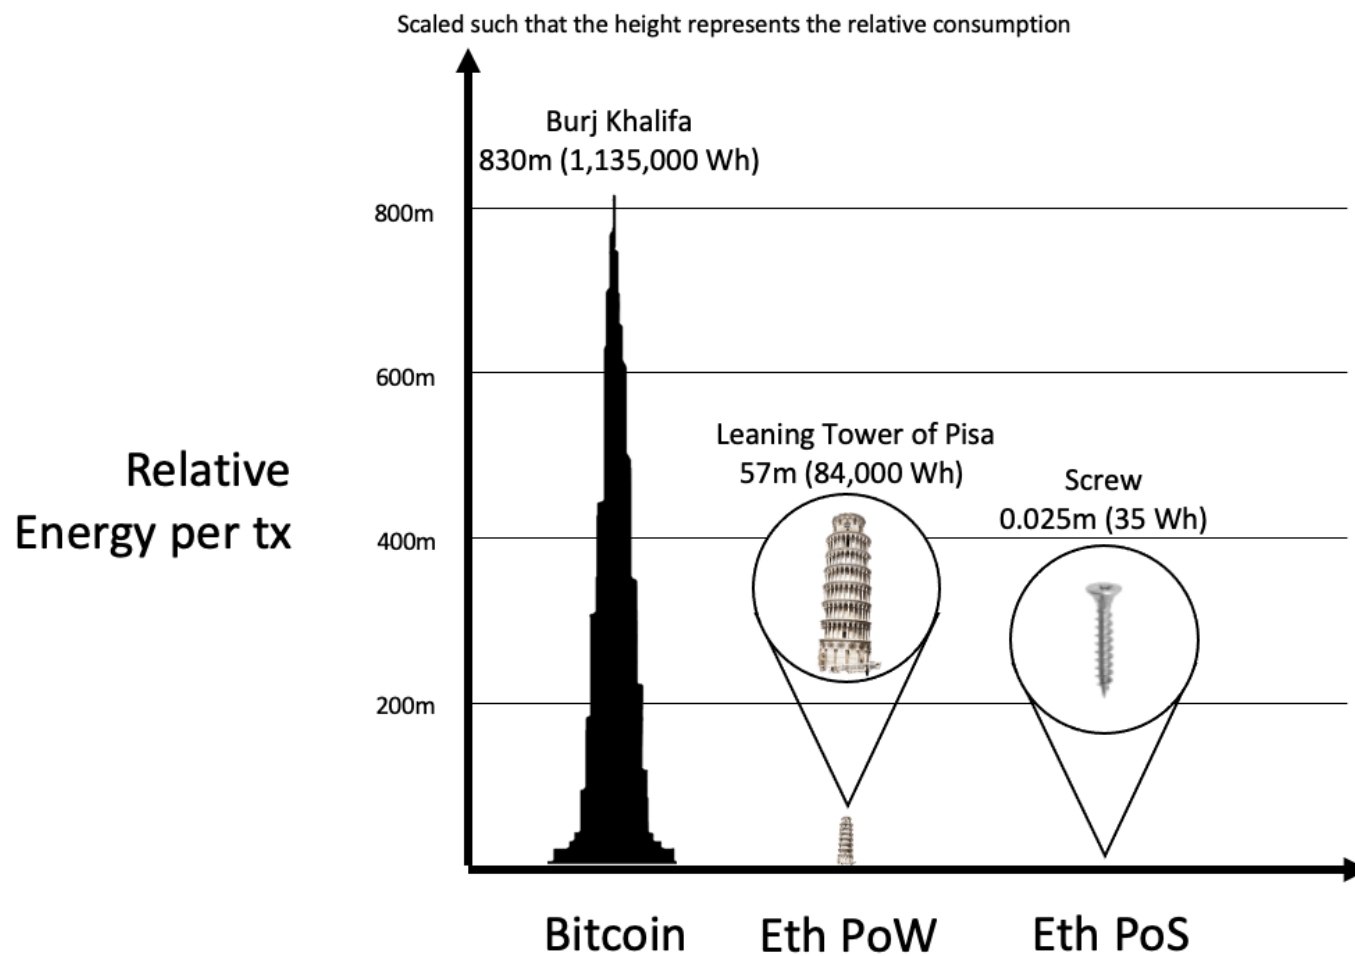 Scaled such that the height represents the relative consumption
Burj Khalifa
830m (1,135,000 Wh)
800m
600m
Leaning Tower of Pisa
57m (84,000 Wh)
Screw
0.025m (35 Wh)
Relative
Energy per tx
400m
200m
Bitcoin
Eth PoW
Eth PoS